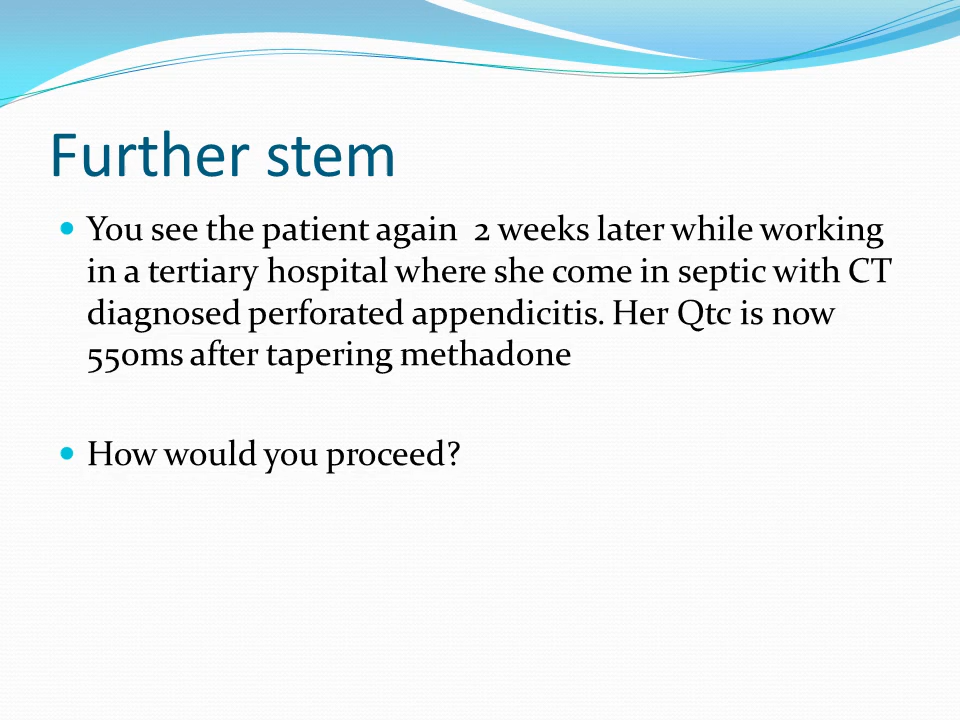 Further stem
You see the patient again 2 weeks later while working
in a tertiary hospital where she come in septic with CT
diagnosed perforated appendicitis. Her Qtc is now
550ms after tapering methadone
How would you proceed?